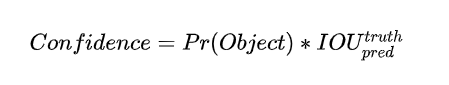 Confidence = Pr(Object) * IOU^{truth}_{pred}